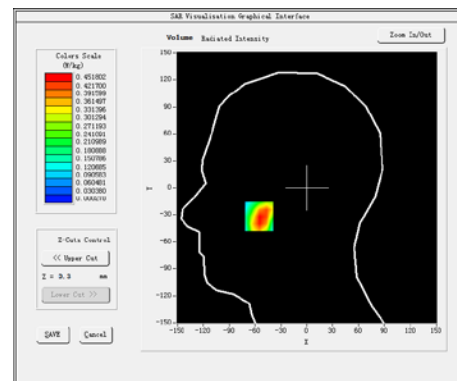 SAR Visualisation Graphical Interface
Volume Radiated Intensity
Zoom In/Out
Colors Scale
(W/kg)
0.451802
0.421700
0.391599
0.361497
0.331396
0.301294
0.271193
0.241091
0.210989
0.180888
0.150786
0.120685
0.090583
0.060481
0.030380
Z-Cuts Control
<< Upper Cut
Z = 3.3 mm
Lower Cut >>
SAVE Cancel
150
120
90
60
30
Y 0
-30
-60
-90
-120
-150
-150 -120 -90 -60 -30 0 30 60 90 120 150
X